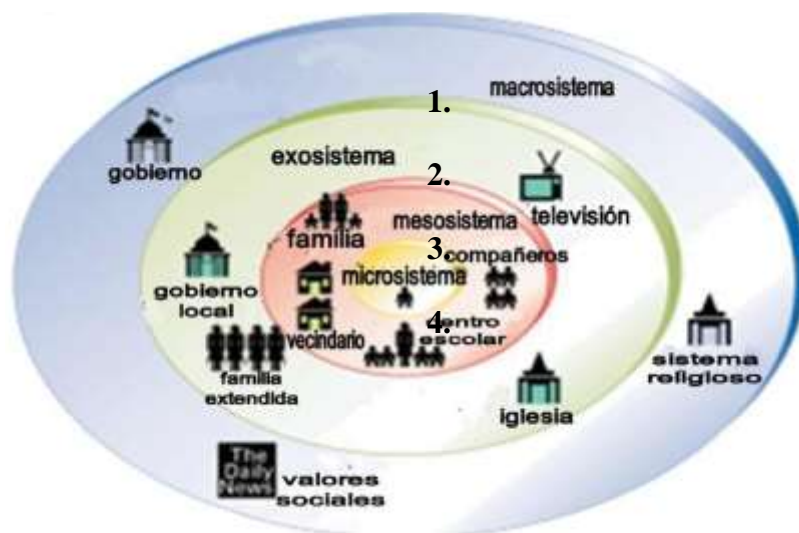 macrosistema
1.
gobierno
exosistema
2.
televisión
mesosistema
familia
3.
compañeros
microsistema
gobierno
local
4.
centro
escolar
vecindario
familia
extendida
sistema
religioso
iglesia
The
Daily
News
valores
sociales